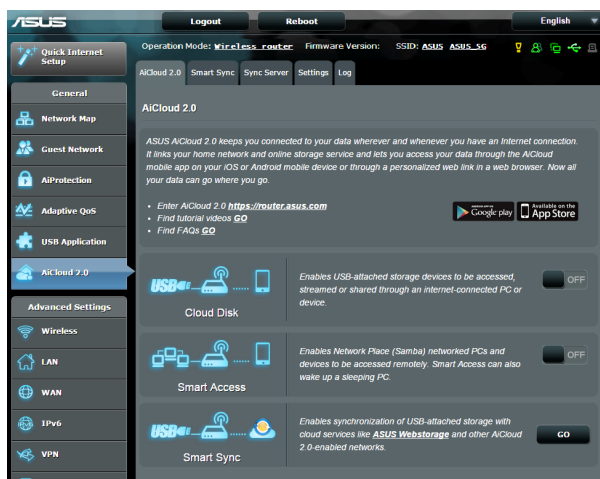 ASUS
Logout
Reboot
English
Quick Internet
Setup
Operation Mode: Wireless router Firmware Version: SSID: ASUS ASUS_5G
AiCloud 2.0
Smart Sync
Sync Server
Settings
Log
General
Network Map
Guest Network
AiProtection
Adaptive QoS
USB Application
AiCloud 2.0
Advanced Settings
Wireless
LAN
WAN
IPv6
VPN
AiCloud 2.0
ASUS AiCloud 2.0 keeps you connected to your data wherever and whenever you have an Internet connection.
It links your home network and online storage service and lets you access your data through the AiCloud
mobile app on your iOS or Android mobile device or through a personalized web link in a web browser. Now all
your data can go where you go.
• Enter AiCloud 2.0 https://router.asus.com
• Find tutorial videos GO
• Find FAQs GO
ANDROID APP ON
Google play
Available on the
App Store
USB
Cloud Disk
Enables USB-attached storage devices to be accessed,
streamed or shared through an internet-connected PC or
device.
OFF
Smart Access
Enables Network Place (Samba) networked PCs and
devices to be accessed remotely. Smart Access can also
wake up a sleeping PC.
OFF
USB
Smart Sync
Enables synchronization of USB-attached storage with
cloud services like ASUS Webstorage and other AiCloud
2.0-enabled networks.
GO